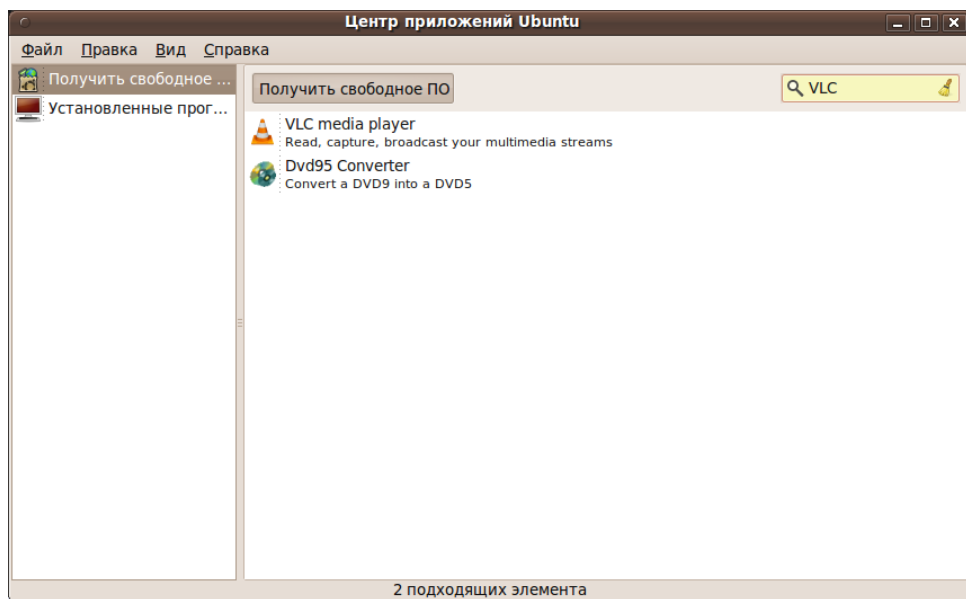 Центр приложений Ubuntu
Файл Правка Вид Справка
Получить свободное ...
Установленные прог...
Получить свободное ПО
VLC
VLC media player
Read, capture, broadcast your multimedia streams
Dvd95 Converter
Convert a DVD9 into a DVD5
2 подходящих элемента